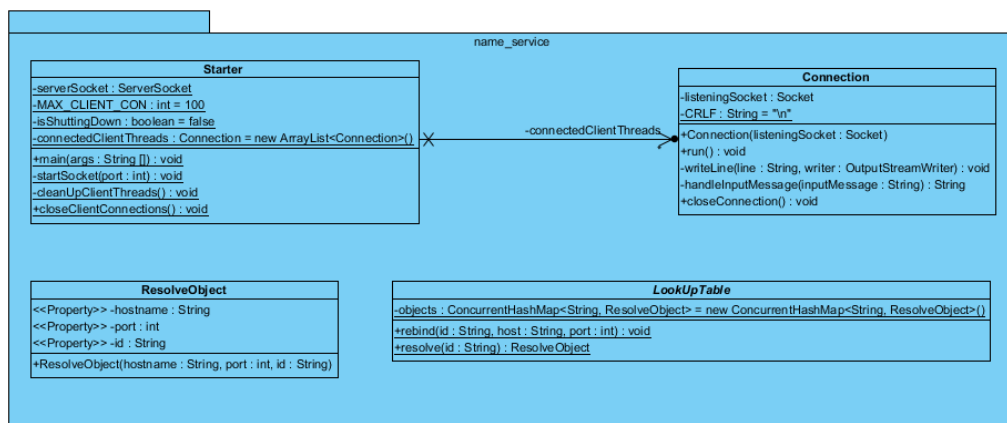 name_service
Starter
-serverSocket : ServerSocket
-MAX_CLIENT_CON : int = 100
-isShuttingDown : boolean = false
-connectedClientThreads : Connection = new ArrayList<Connection>()
+main(args : String []) : void
-startSocket(port : int) : void
-cleanUpClientThreads() : void
+closeClientConnections() : void
-connectedClientThreads
Connection
-listeningSocket : Socket
-CRLF : String = "\n"
+Connection(listeningSocket : Socket)
+run() : void
-writeLine(line : String, writer : OutputStreamWriter) : void
-handleInputMessage(inputMessage : String) : String
+closeConnection() : void
ResolveObject
<<Property>> -hostname : String
<<Property>> -port : int
<<Property>> -id : String
+ResolveObject(hostname : String, port : int, id : String)
LookUpTable
-objects : ConcurrentHashMap<String, ResolveObject> = new ConcurrentHashMap<String, ResolveObject>()
+rebind(id : String, host : String, port : int) : void
+resolve(id : String) : ResolveObject